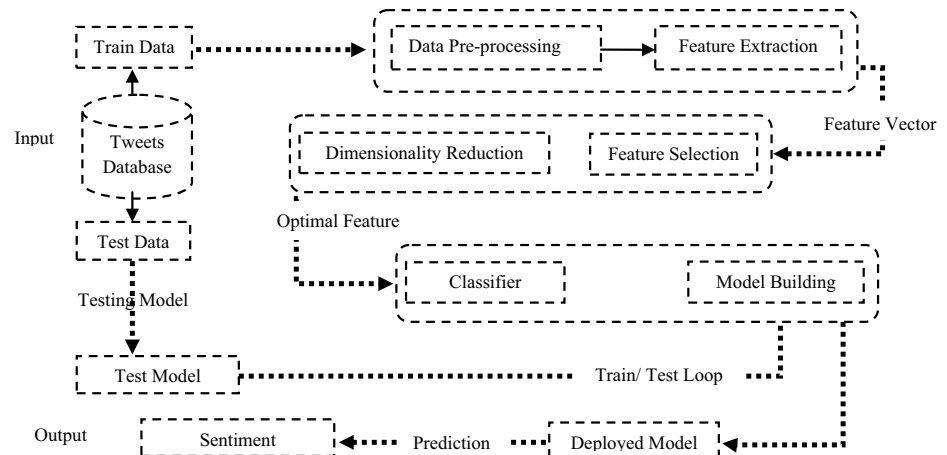 Train Data
Data Pre-processing
Feature Extraction
Input
Tweets
Database
Feature Vector
Dimensionality Reduction
Feature Selection
Test Data
Optimal Feature
Testing Model
Classifier
Model Building
Test Model
Train/ Test Loop
Output
Sentiment
Prediction
Deployed Model